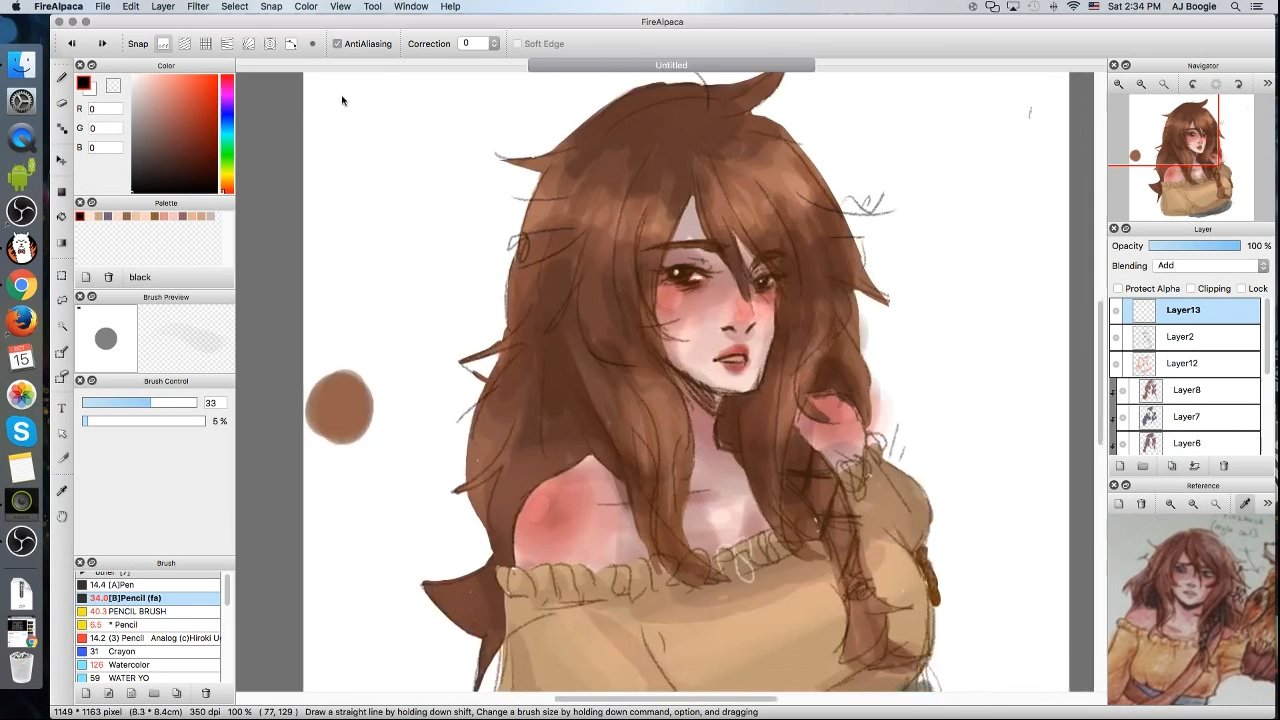 FireAlpaca File Edit Layer Filter Select Snap Color View Tool Window Help Sat 2:34 PM AJ Boogie
FireAlpaca
Snap off AntiAliasing Correction 0 Soft Edge
Untitled
Color
R 0
G 0
B 0
Palette
black
Brush Preview
Brush Control
33
5 %
Brush
14.4 [A]Pen
34.0 [B]Pencil (fa)
40.3 PENCIL BRUSH
6.5 * Pencil
14.2 (3) Pencil Analog (c)Hiroki U
31 Crayon
126 Watercolor
59 WATER YO
Navigator
Layer
Opacity 100 %
Blending Add
Protect Alpha Clipping Lock
Layer13
Layer2
Layer12
Layer8
Layer7
Layer6
Reference
OCT
15
1149 * 1163 pixel (8.3 * 8.4cm) 350 dpi 100 % ( 77, 129 ) Draw a straight line by holding down shift, Change a brush size by holding down command, option, and dragging